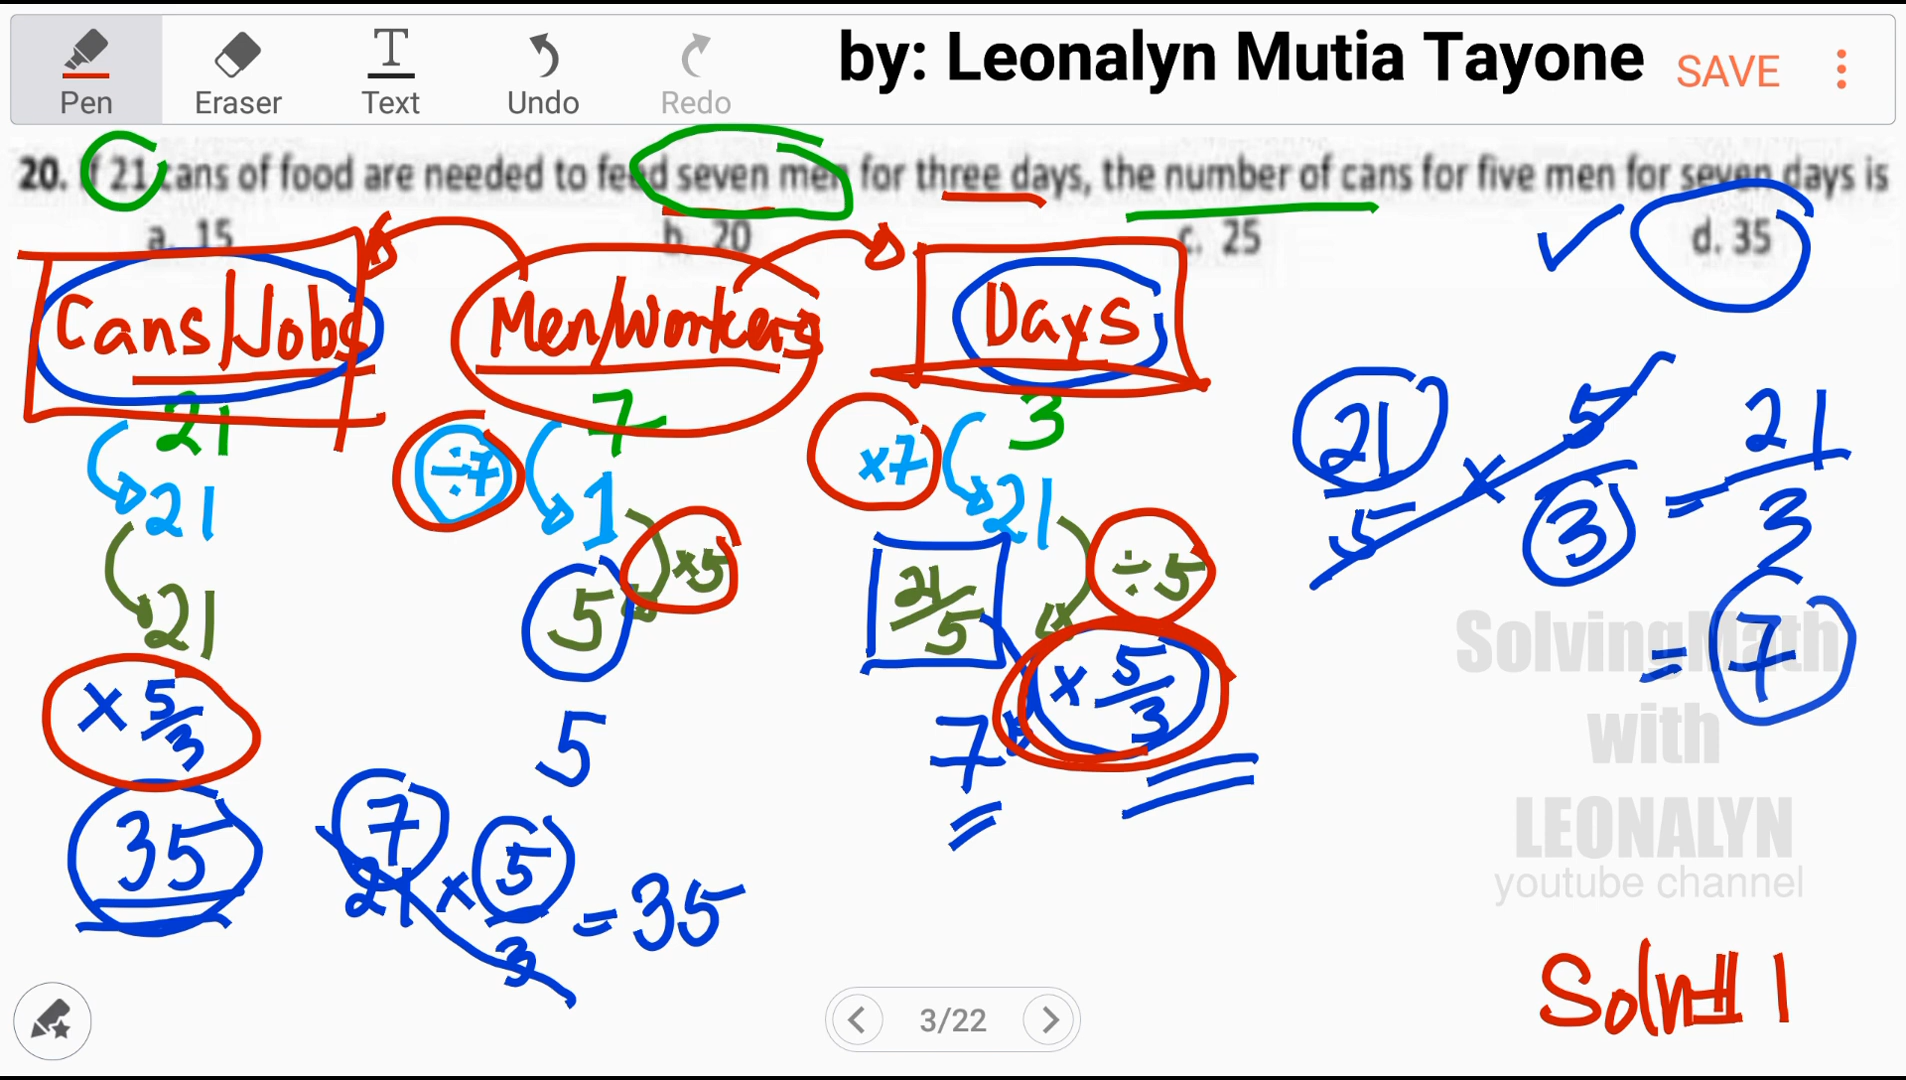 by: Leonalyn Mutia Tayone
SAVE
Pen
Eraser
Text
Undo
Redo
20. If 21 cans of food are needed to feed seven men for three days, the number of cans for five men for seven days is
a. 15
b. 20
c. 25
d. 35
Cans/Jobs
Men/Workers
Days
21
7
3
÷7
×7
21
1
21
×5
÷5
21
5
21/5
× 5/3
5
7
× 5/3
35
21/5 × 5/3 = 21/3
= 7
7
21 × 5/3 = 35
SolvingMath
with
LEONALYN
youtube channel
Soln# 1
3/22